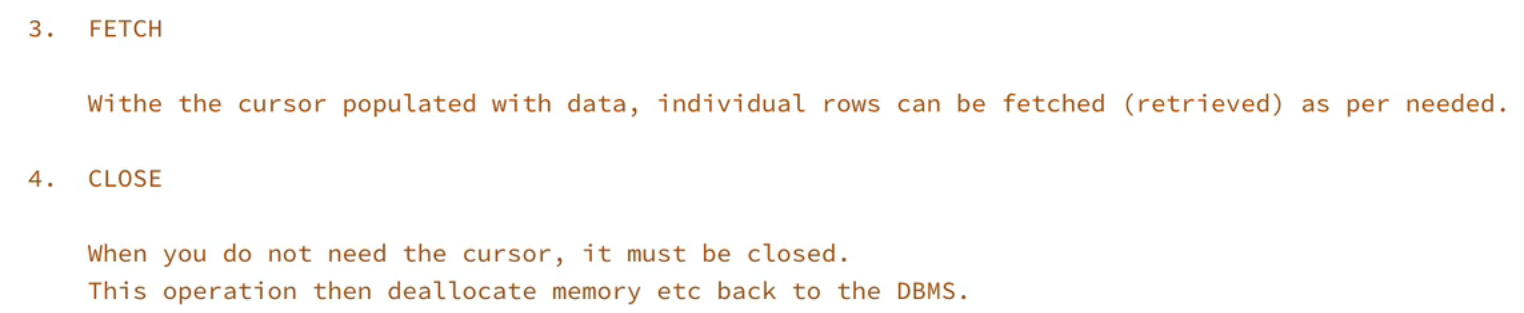 3. FETCH
Withe the cursor populated with data, individual rows can be fetched (retrieved) as per needed.
4. CLOSE
When you do not need the cursor, it must be closed.
This operation then deallocate memory etc back to the DBMS.